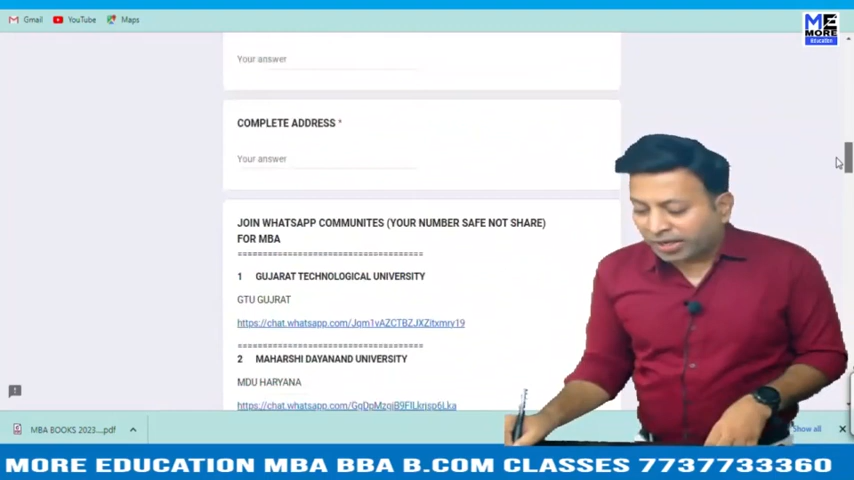 Gmail YouTube Maps
ME
MORE
Education
Your answer
COMPLETE ADDRESS *
Your answer
JOIN WHATSAPP COMMUNITES (YOUR NUMBER SAFE NOT SHARE)
FOR MBA
===================================
1 GUJARAT TECHNOLOGICAL UNIVERSITY
GTU GUJRAT
https://chat.whatsapp.com/Jqm1vAZCTBZJXZitxmry19
===================================
2 MAHARSHI DAYANAND UNIVERSITY
MDU HARYANA
MBA BOOKS 2023....pdf
Show all
MORE EDUCATION MBA BBA B.COM CLASSES 7737733360